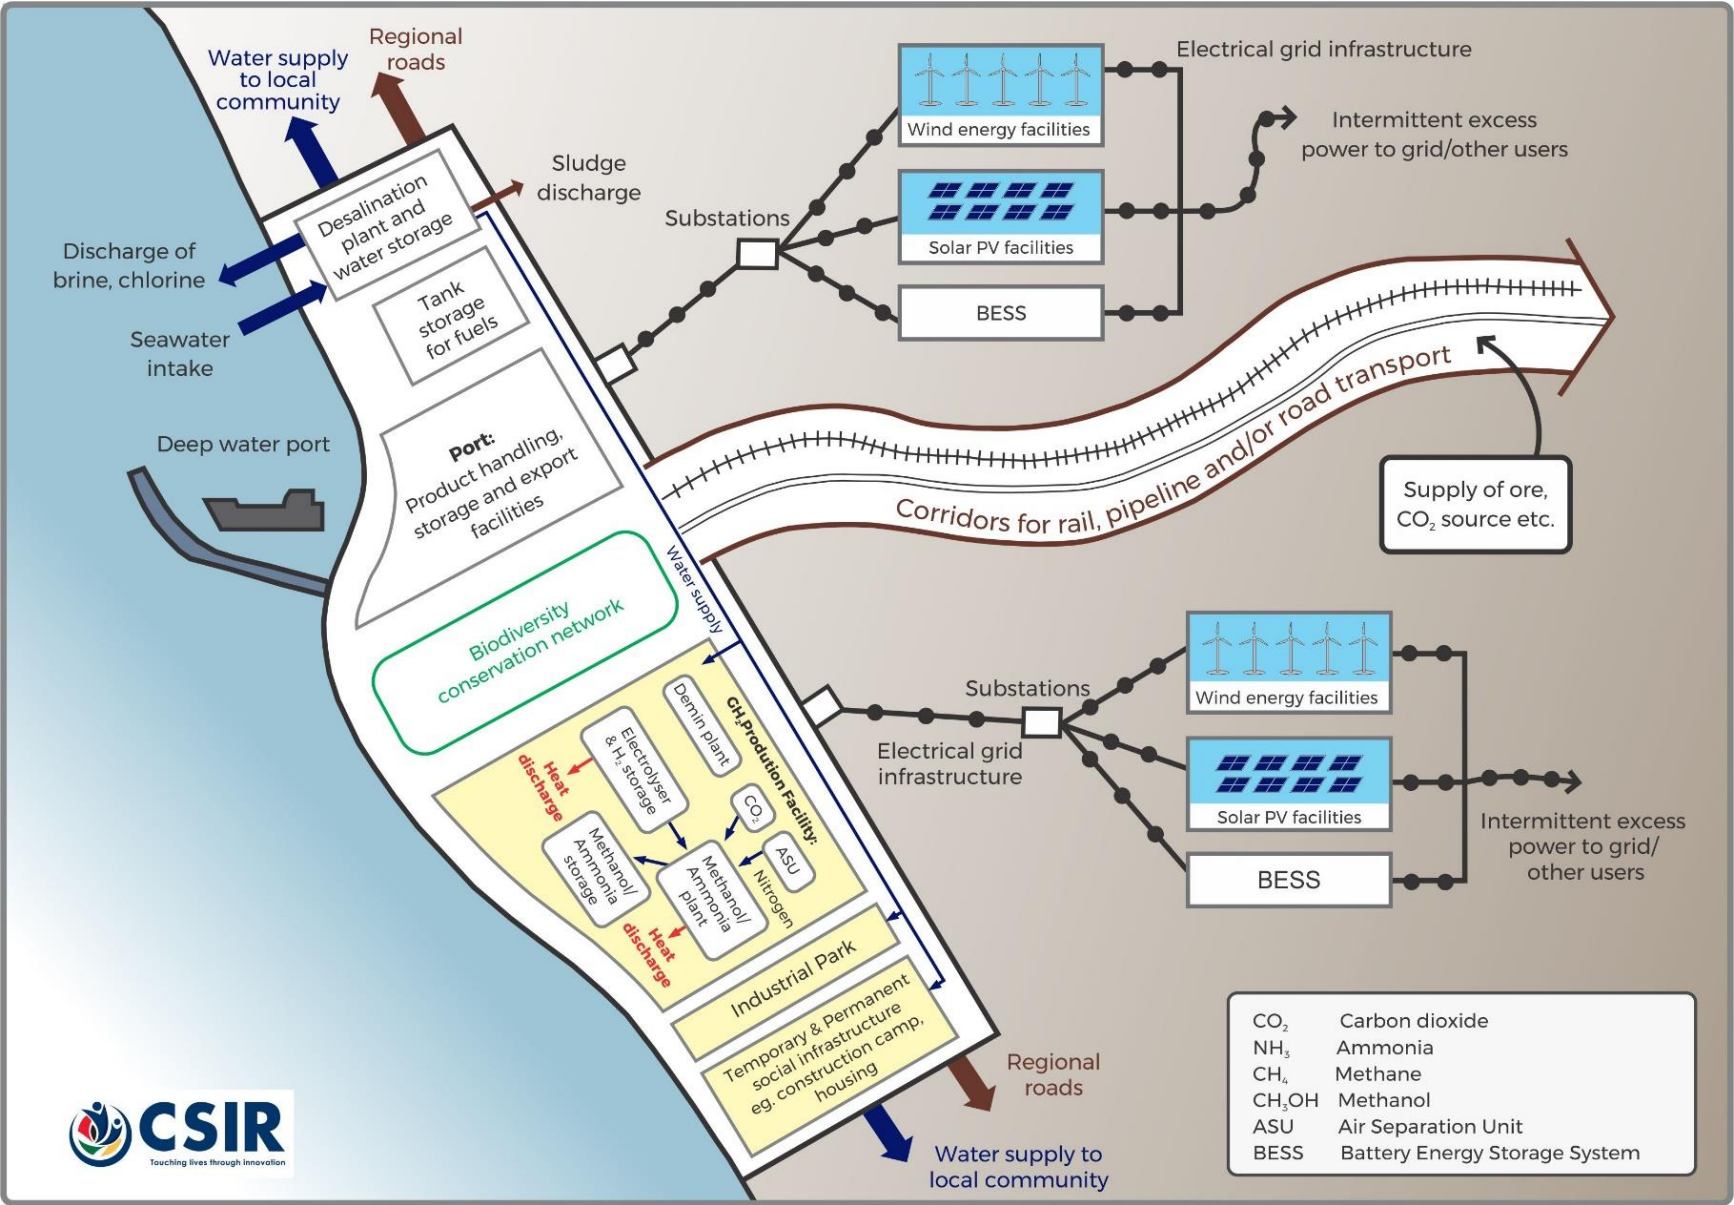 Regional
roads
Water supply
to local
community
Electrical grid infrastructure
Wind energy facilities
Intermittent excess
power to grid/other users
Sludge
discharge
Desalination
plant and
water storage
Substations
Solar PV facilities
Discharge of
brine, chlorine
BESS
Tank
storage
for fuels
Seawater
intake
Corridors for rail, pipeline and/or road transport
Deep water port
Port:
Product handling,
storage and export
facilities
Supply of ore,
CO₂ source etc.
Water supply
Biodiversity
conservation network
Wind energy facilities
Substations
Electrical grid
infrastructure
Solar PV facilities
Intermittent excess
power to grid/
other users
BESS
GH₂Prodution Facility:
Demin plant
Electrolyser
& H₂ storage
Heat
discharge
CO₂
ASU
Nitrogen
Methanol/
Ammonia
storage
Methanol/
Ammonia
plant
Heat
discharge
Industrial Park
Temporary & Permanent
social infrastructure
eg. construction camp,
housing
Regional
roads
Water supply to
local community
CO₂ Carbon dioxide
NH₃ Ammonia
CH₄ Methane
CH₃OH Methanol
ASU Air Separation Unit
BESS Battery Energy Storage System
CSIR
Touching lives through innovation